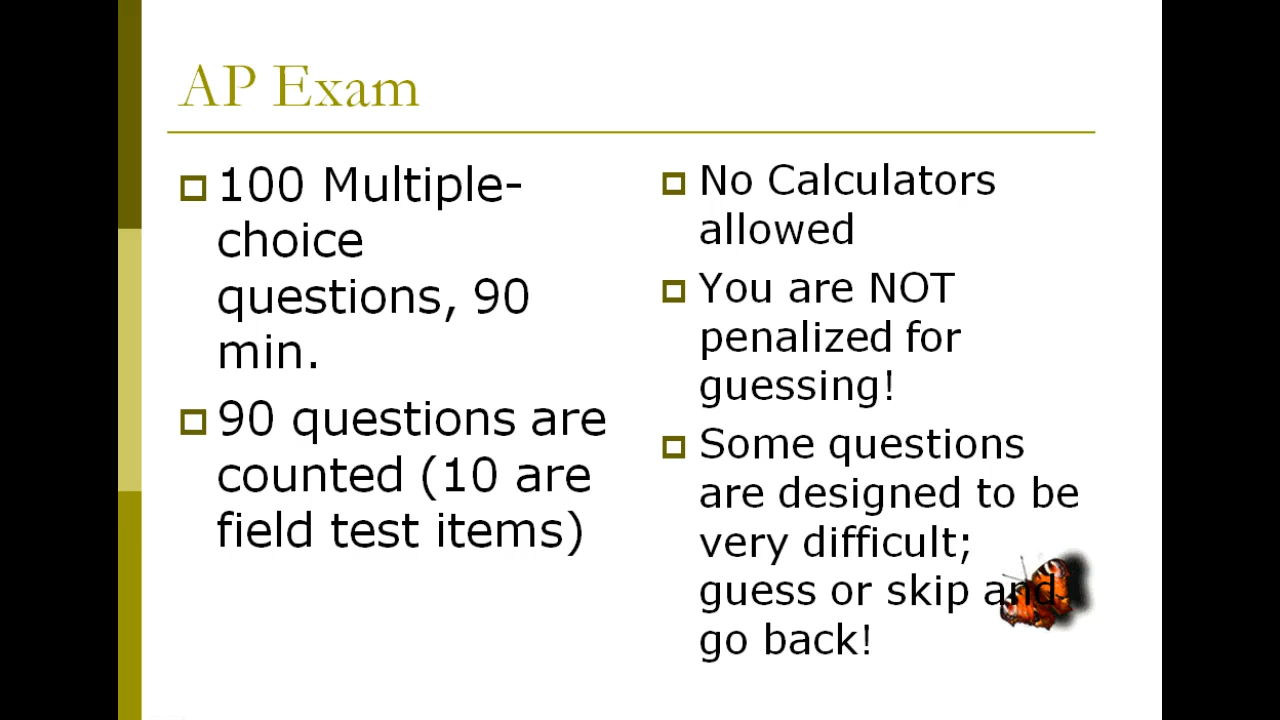 AP Exam
100 Multiple-
choice
questions, 90
min.
90 questions are
counted (10 are
field test items)
No Calculators
allowed
You are NOT
penalized for
guessing!
Some questions
are designed to be
very difficult;
guess or skip and
go back!